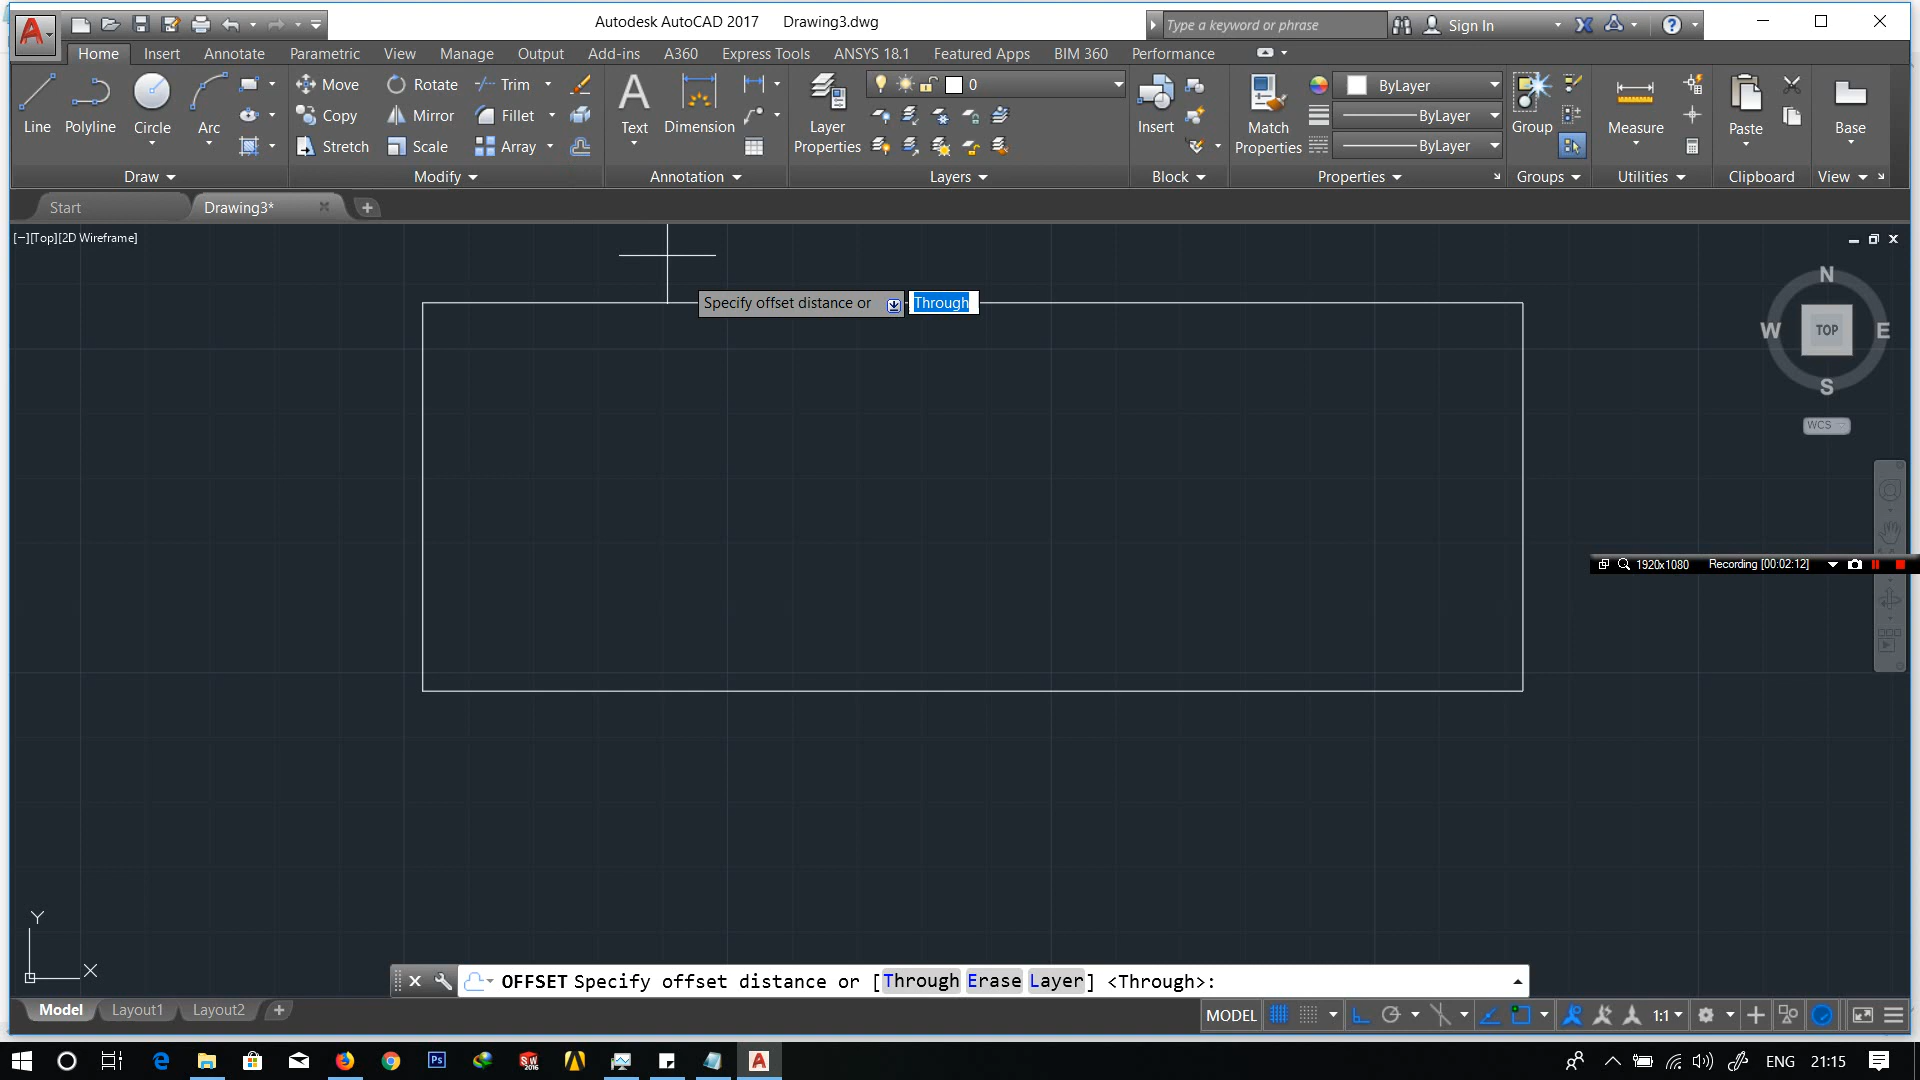 Autodesk AutoCAD 2017 Drawing3.dwg
Type a keyword or phrase
Sign In
Home Insert Annotate Parametric View Manage Output Add-ins A360 Express Tools ANSYS 18.1 Featured Apps BIM 360 Performance
Line Polyline Circle Arc
Move Rotate Trim
Copy Mirror Fillet
Stretch Scale Array
Text Dimension
Layer Properties
0
Insert
Match Properties
ByLayer
ByLayer
ByLayer
Group
Measure
Paste
Base
Draw Modify Annotation Layers Block Properties Groups Utilities Clipboard View
Start Drawing3*
[−][Top][2D Wireframe]
N
W TOP E
S
WCS
Specify offset distance or Through
1920x1080 Recording [00:02:12]
Y
X
OFFSET Specify offset distance or [Through Erase Layer] <Through>:
Model Layout1 Layout2
MODEL 1:1
Ps
SW
2016
ENG 21:15